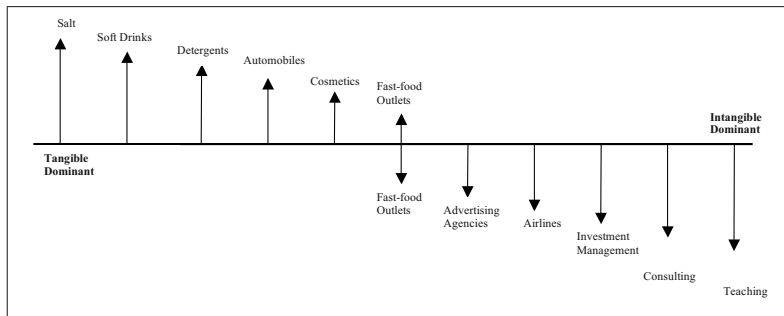 Salt
Soft Drinks
Detergents
Automobiles
Cosmetics
Fast-food
Outlets
Intangible
Dominant
Tangible
Dominant
Fast-food
Outlets
Advertising
Agencies
Airlines
Investment
Management
Consulting
Teaching